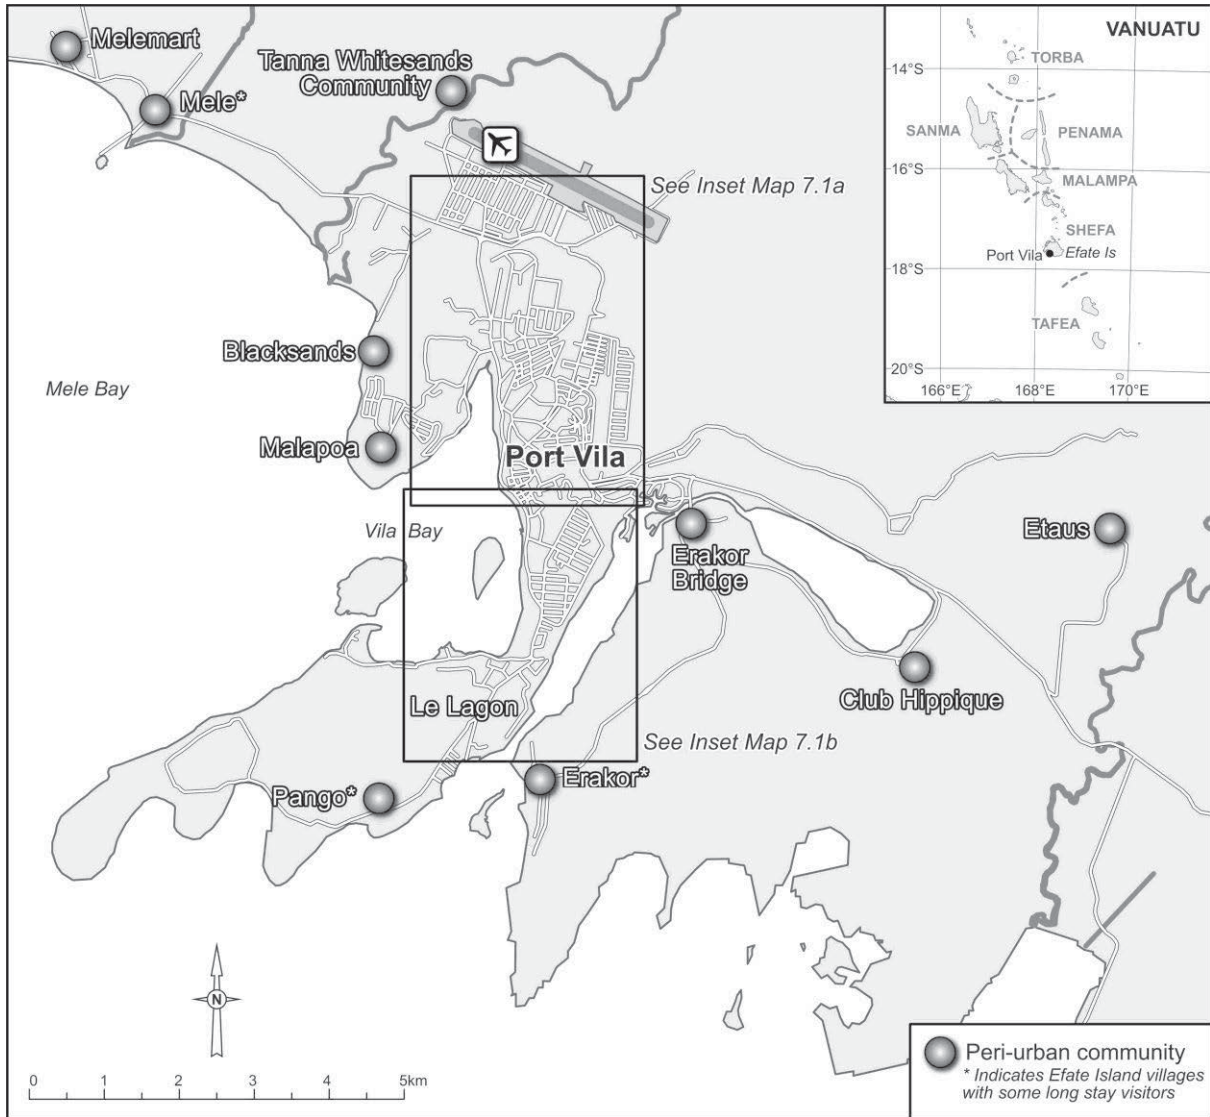 Melemart
Mele*
Tanna Whitesands
Community
See Inset Map 7.1a
VANUATU
TORBA
14°S
SANMA
PENAMA
16°S
MALAMPA
SHEFA
Port Vila
Efate Is
18°S
TAFEA
20°S
166°E
168°E
170°E
Blacksands
Mele Bay
Malapoa
Port Vila
Vila Bay
Erakor
Bridge
Etaus
Club Hippique
Le Lagon
See Inset Map 7.1b
Pango*
Erakor*
N
0 1 2 3 4 5km
Peri-urban community
* Indicates Efate Island villages
with some long stay visitors